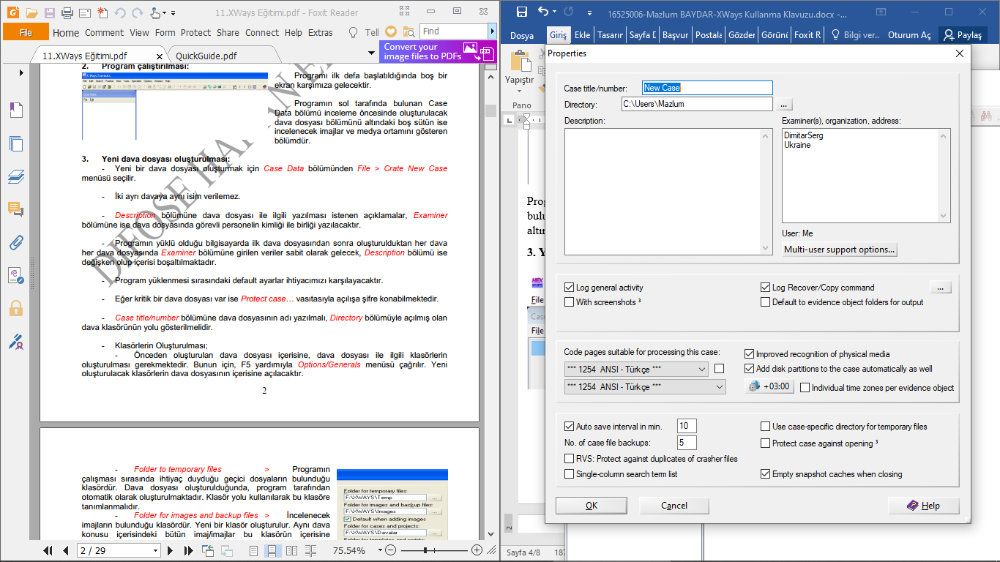 11.XWays Eğitimi.pdf - Foxit Reader
File Home Comment View Form Protect Share Connect Help Extras Tell Find
11.XWays Eğitimi.pdf QuickGuide.pdf
Convert your
image files to PDFs
2. Program çalıştırılması:
Programı ilk defa başlatıldığında boş bir
ekran karşımıza gelecektir.
Programın sol tarafında bulunan Case
Data bölümü inceleme öncesinde oluşturulacak
dava dosyası bölümünü altındaki boş sütün ise
incelenecek imajlar ve medya ortamını gösteren
bölümdür.
3. Yeni dava dosyası oluşturulması:
- Yeni bir dava dosyası oluşturmak için Case Data bölümünden File > Crate New Case
menüsü seçilir.
- İki ayrı davaya aynı isim verilemez.
- Description bölümüne dava dosyası ile ilgili yazılması istenen açıklamalar, Examiner
bölümüne ise dava dosyasında görevli personelin kimliği ile birliği yazılacaktır.
- Programın yüklü olduğu bilgisayarda ilk dava dosyasından sonra oluşturulduktan her dava
her dava dosyasında Examiner bölümüne girilen veriler sabit olarak gelecek, Description bölümü ise
değişken olup içerisi boşaltılmaktadır.
- Program yüklenmesi sırasındaki default ayarlar ihtiyacımızı karşılayacaktır.
- Eğer kritik bir dava dosyası var ise Protect case… vasıtasıyla açılışa şifre konabilmektedir.
- Case title/number bölümüne dava dosyasının adı yazılmalı, Directory bölümüyle açılmış olan
dava klasörünün yolu gösterilmelidir.
- Klasörlerin Oluşturulması;
- Önceden oluşturulan dava dosyası içerisine, dava dosyası ile ilgili klasörlerin
oluşturulması gerekmektedir. Bunun için, F5 yardımıyla Options/Generals menüsü çağrılır. Yeni
oluşturulacak klasörlerin dava dosyasının içerisine açılacaktır.
2
- Folder to temporary files > Programın
çalışması sırasında ihtiyaç duyduğu geçici dosyaların bulunduğu
klasördür. Dava dosyası oluşturulduğunda, program tarafından
otomatik olarak oluşturulmaktadır. Klasör yolu kullanılarak bu klasöre
tanımlanmalıdır.
- Folder for images and backup files > İncelenecek
imajların bulunduğu klasördür. Yeni bir klasör oluşturulur. Aynı dava
konusu içerisindeki bütün imaj/imajlar bu klasörün içerisine
Folder for temporary files:
F:\XWAYS\Temp
Folder for images and backup files:
F:\XWAYS\Images
Default when adding images
Folder for cases and projects:
F:\XWAYS\Davalar
2 / 29 75.54%
16525006-Mazlum BAYDAR-XWays Kullanma Klavuzu.docx -...
Dosya Giriş Ekle Tasarır Sayfa D Başvur Postala Gözder Görünü Foxit R Bilgi ver.. Oturum Aç Paylaş
Yapıştır
Pano
Prog
bulu
altır
3. Y
HEX
File
Case
File
2
Sayfa 4/8 187
Properties
Case title/number: New Case
Directory: C:\Users\Mazlum ...
Description: Examiner(s), organization, address:
DimitarSerg
Ukraine
User: Me
Multi-user support options...
Log general activity Log Recover/Copy command ...
With screenshots ³ Default to evidence object folders for output
Code pages suitable for processing this case: Improved recognition of physical media
*** 1254 ANSI - Türkçe *** Add disk partitions to the case automatically as well
*** 1254 ANSI - Türkçe *** +03:00 Individual time zones per evidence object
Auto save interval in min. 10 Use case-specific directory for temporary files
No. of case file backups: 5 Protect case against opening ³
RVS: Protect against duplicates of crasher files
Single-column search term list Empty snapshot caches when closing
OK Cancel Help